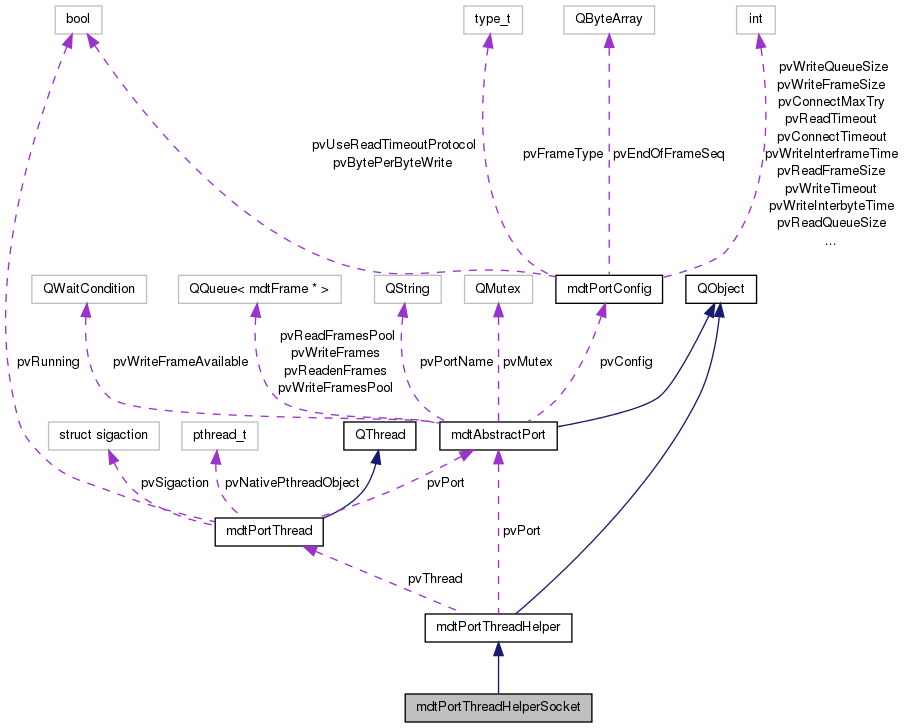 bool
type_t
QByteArray
int
pvWriteQueueSize
pvWriteFrameSize
pvConnectMaxTry
pvReadTimeout
pvConnectTimeout
pvWriteInterframeTime
pvReadFrameSize
pvWriteTimeout
pvWriteInterbyteTime
pvReadQueueSize
...
pvUseReadTimeoutProtocol
pvBytePerByteWrite
pvFrameType
pvEndOfFrameSeq
QWaitCondition
QQueue< mdtFrame * >
QString
QMutex
mdtPortConfig
QObject
pvRunning
pvWriteFrameAvailable
pvReadFramesPool
pvWriteFrames
pvReadenFrames
pvWriteFramesPool
pvPortName
pvMutex
pvConfig
struct sigaction
pthread_t
QThread
mdtAbstractPort
pvSigaction
pvNativePthreadObject
pvPort
mdtPortThread
pvPort
pvThread
mdtPortThreadHelper
mdtPortThreadHelperSocket